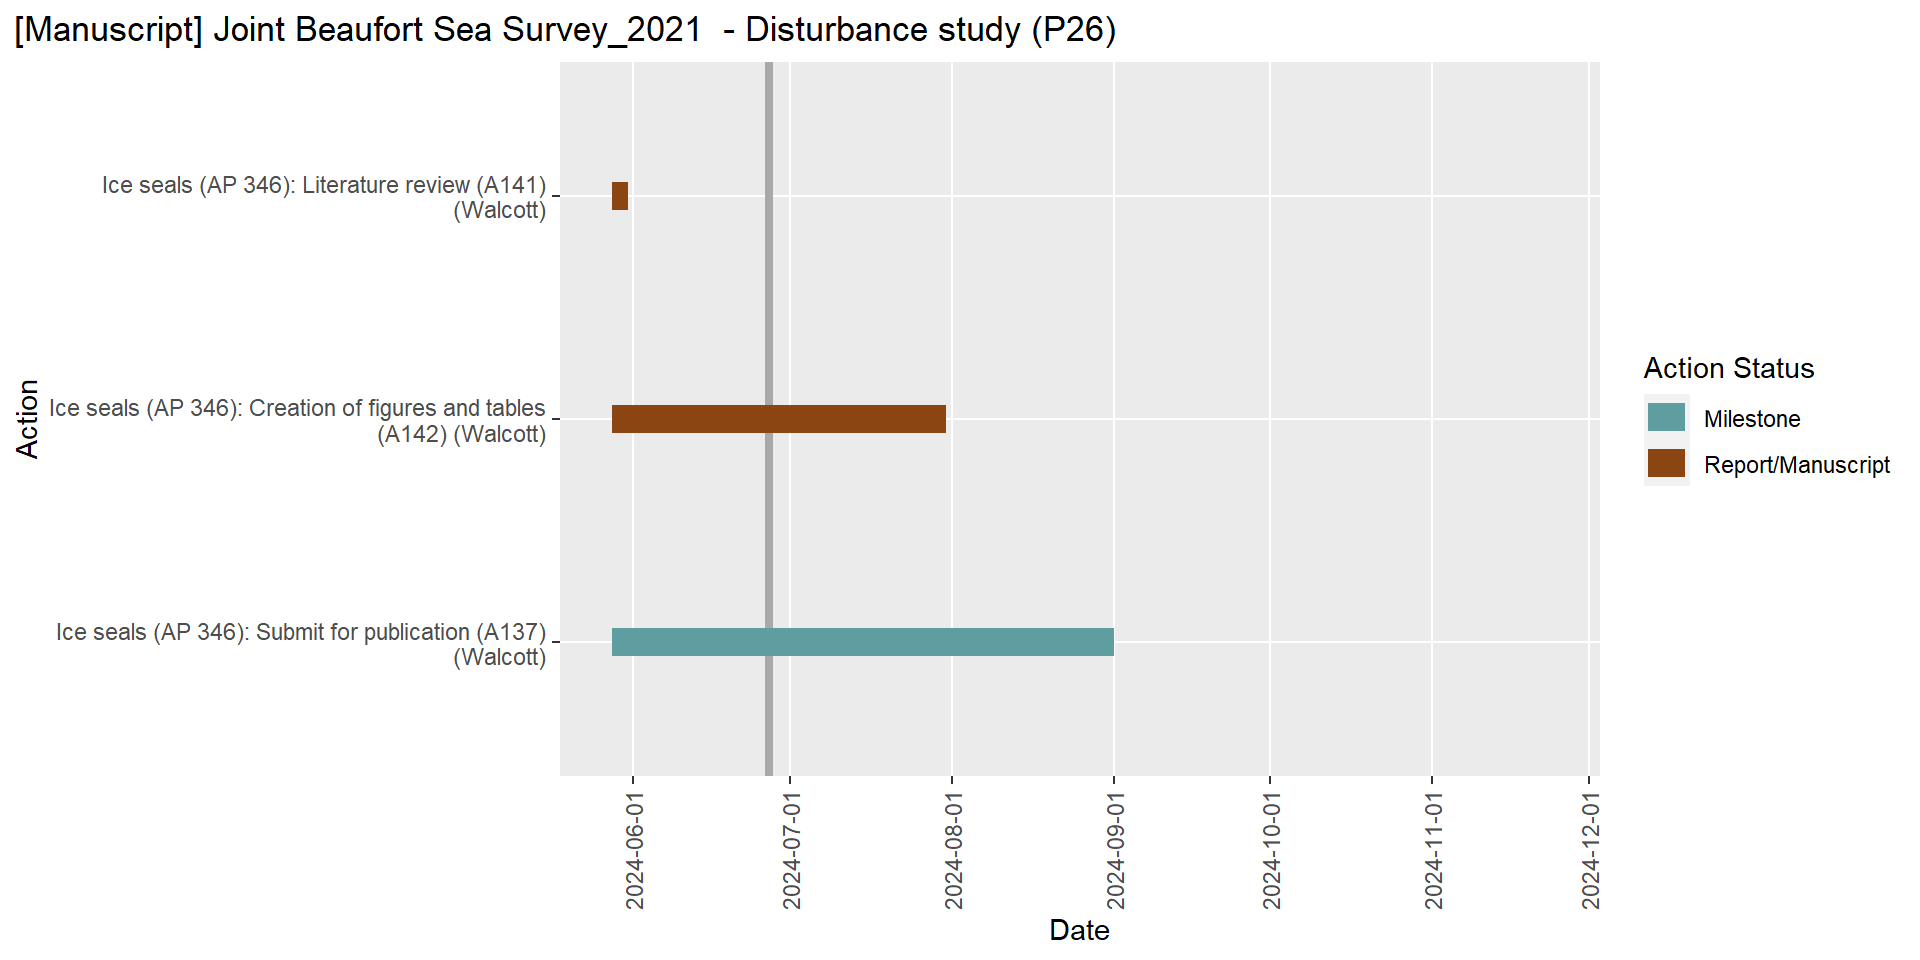 [Manuscript] Joint Beaufort Sea Survey_2021  - Disturbance study (P26)
Action
Ice seals (AP 346): Literature review (A141)
(Walcott)
Ice seals (AP 346): Creation of figures and tables
(A142) (Walcott)
Ice seals (AP 346): Submit for publication (A137)
(Walcott)
2024-06-01
2024-07-01
2024-08-01
2024-09-01
2024-10-01
2024-11-01
2024-12-01
Date
Action Status
Milestone
Report/Manuscript